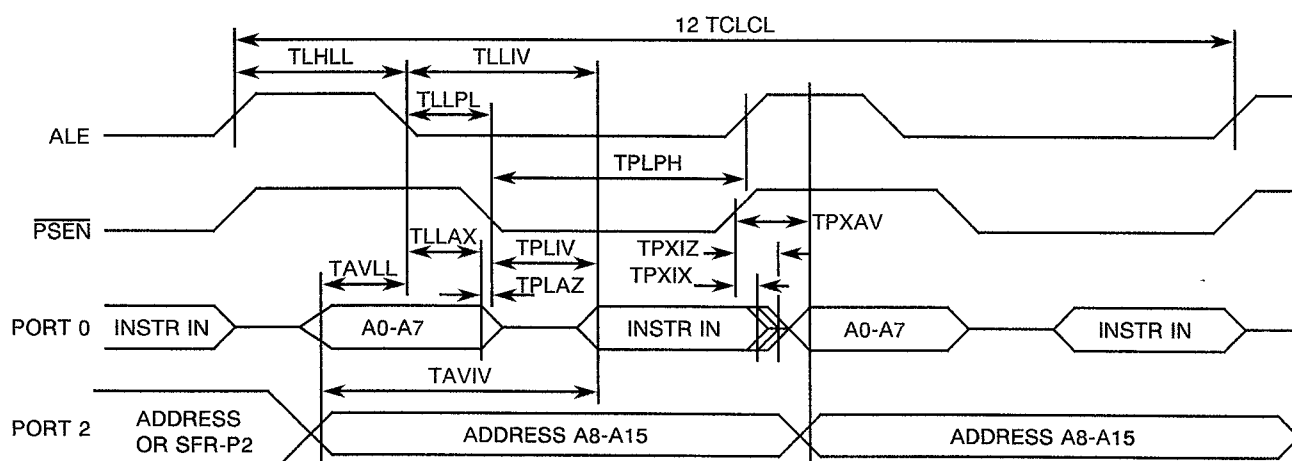 12 TCLCL
TLHLL
TLLIV
TLLPL
ALE
TPLPH
PSEN
TPXAV
TLLAX
TPLIV
TPXIZ
TAVLL
TPLAZ
TPXIX
PORT 0
INSTR IN
A0-A7
INSTR IN
A0-A7
INSTR IN
TAVIV
PORT 2
ADDRESS
OR SFR-P2
ADDRESS A8-A15
ADDRESS A8-A15